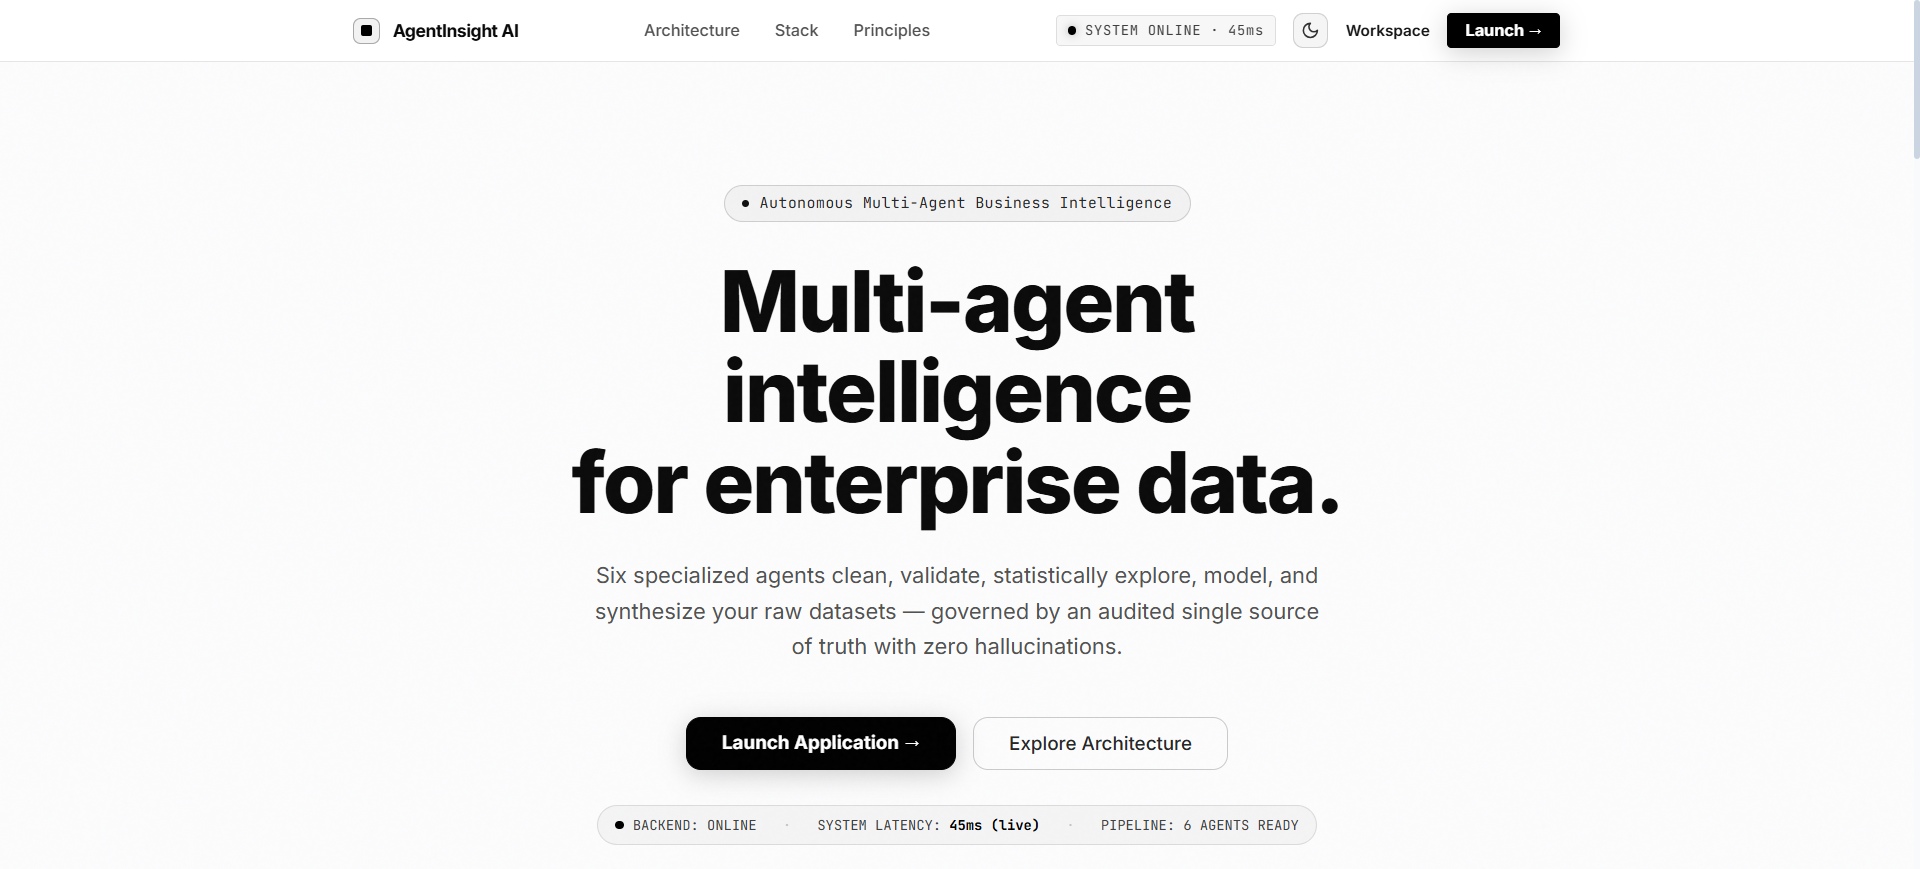 AgentInsight AI
Architecture
Stack
Principles
SYSTEM ONLINE · 45ms
Workspace
Launch →
Autonomous Multi-Agent Business Intelligence
Multi-agent
intelligence
for enterprise data.
Six specialized agents clean, validate, statistically explore, model, and
synthesize your raw datasets — governed by an audited single source
of truth with zero hallucinations.
Launch Application →
Explore Architecture
BACKEND: ONLINE · SYSTEM LATENCY: 45ms (live) · PIPELINE: 6 AGENTS READY